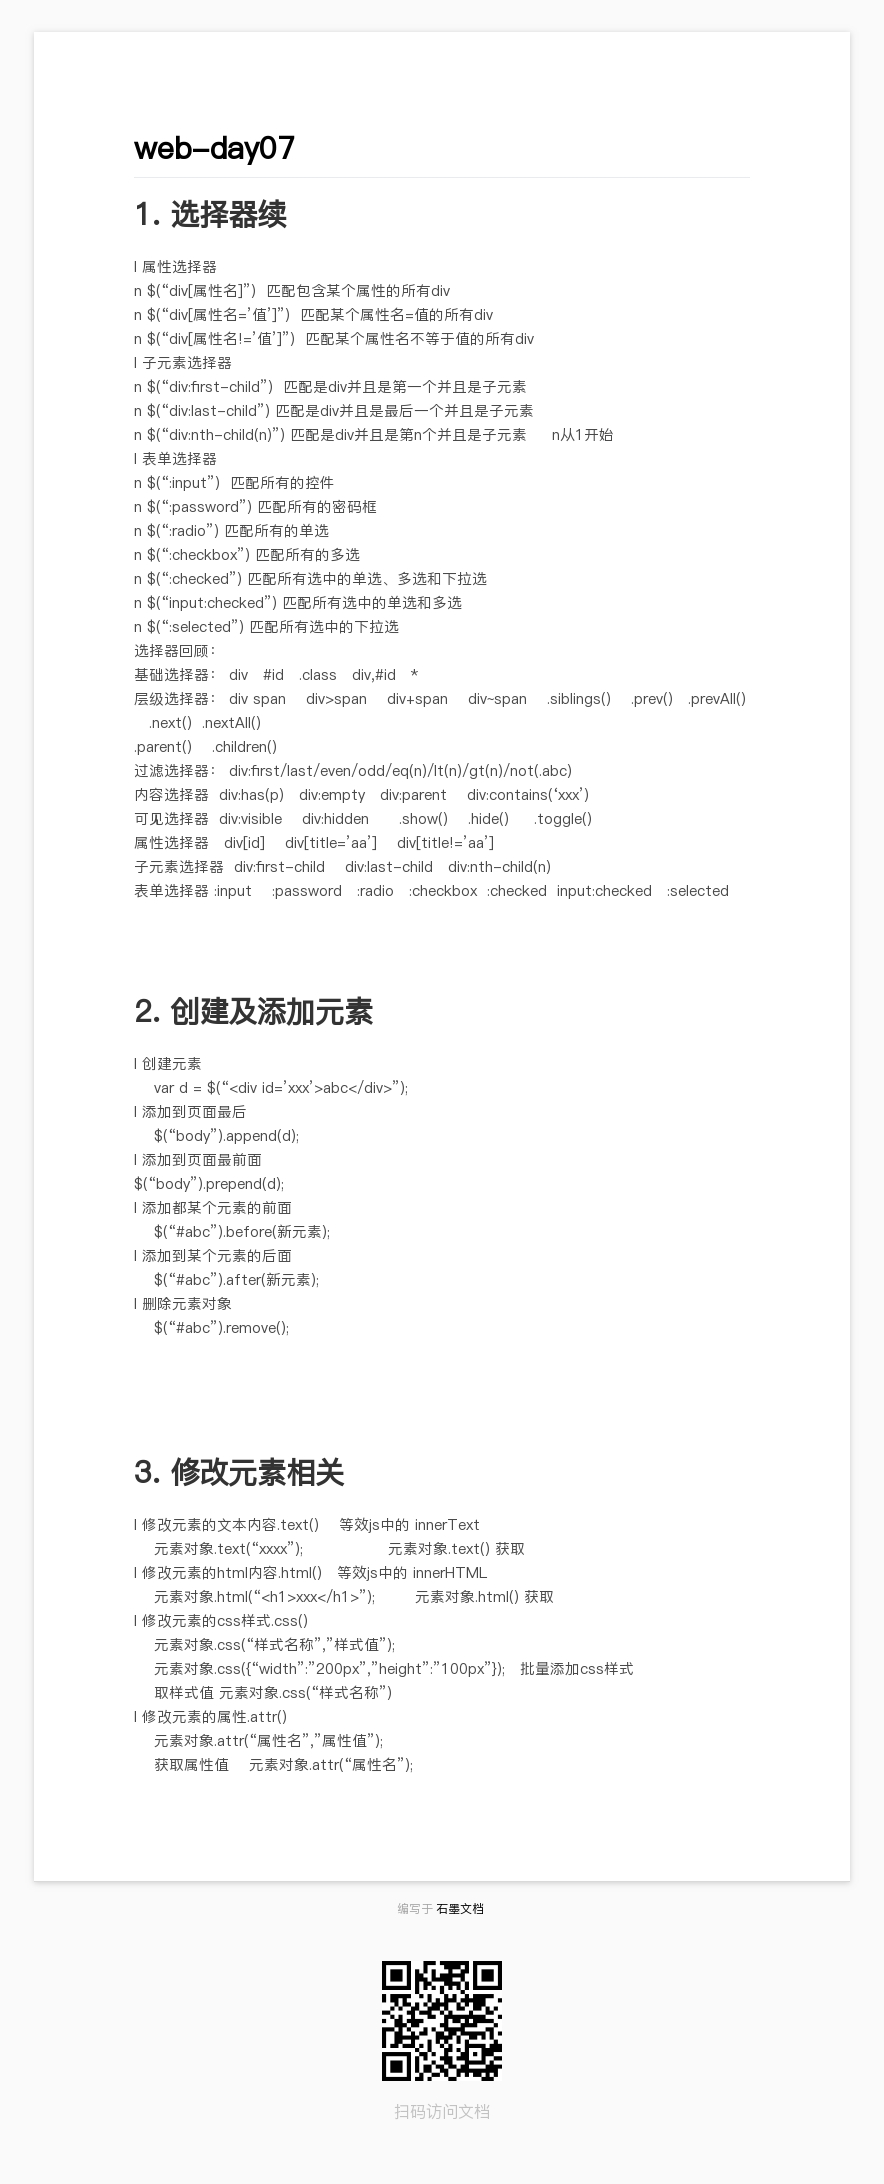 web-day07
1. 选择器续
l 属性选择器
n $(“div[属性名]”)  匹配包含某个属性的所有div
n $(“div[属性名=’值’]”)  匹配某个属性名=值的所有div
n $(“div[属性名!=’值’]”)  匹配某个属性名不等于值的所有div
l 子元素选择器
n $(“div:first-child”)  匹配是div并且是第一个并且是子元素
n $(“div:last-child”) 匹配是div并且是最后一个并且是子元素
n $(“div:nth-child(n)”) 匹配是div并且是第n个并且是子元素     n从1开始
l 表单选择器
n $(“:input”)  匹配所有的控件
n $(“:password”) 匹配所有的密码框
n $(“:radio”) 匹配所有的单选
n $(“:checkbox”) 匹配所有的多选
n $(“:checked”) 匹配所有选中的单选、多选和下拉选
n $(“input:checked”) 匹配所有选中的单选和多选
n $(“:selected”) 匹配所有选中的下拉选
选择器回顾：
基础选择器： div   #id   .class   div,#id   *
层级选择器： div span    div>span    div+span    div~span    .siblings()    .prev()   .prevAll()
   .next()  .nextAll()
.parent()    .children()
过滤选择器： div:first/last/even/odd/eq(n)/lt(n)/gt(n)/not(.abc)
内容选择器  div:has(p)   div:empty   div:parent    div:contains(‘xxx’)
可见选择器  div:visible    div:hidden      .show()    .hide()     .toggle()
属性选择器   div[id]    div[title=’aa’]    div[title!=’aa’]
子元素选择器  div:first-child    div:last-child   div:nth-child(n)
表单选择器 :input    :password   :radio   :checkbox  :checked  input:checked   :selected
2. 创建及添加元素
l 创建元素
    var d = $(“<div id=’xxx’>abc</div>”);
l 添加到页面最后
    $(“body”).append(d);
l 添加到页面最前面
$(“body”).prepend(d);
l 添加都某个元素的前面
    $(“#abc”).before(新元素);
l 添加到某个元素的后面
    $(“#abc”).after(新元素);
l 删除元素对象
    $(“#abc”).remove();
3. 修改元素相关
l 修改元素的文本内容.text()    等效js中的 innerText
    元素对象.text(“xxxx”);                 元素对象.text() 获取
l 修改元素的html内容.html()   等效js中的 innerHTML
    元素对象.html(“<h1>xxx</h1>”);        元素对象.html() 获取
l 修改元素的css样式.css()
    元素对象.css(“样式名称”,”样式值”);
    元素对象.css({“width”:”200px”,”height”:”100px”});   批量添加css样式
    取样式值 元素对象.css(“样式名称”)
l 修改元素的属性.attr()
    元素对象.attr(“属性名”,”属性值”);
    获取属性值    元素对象.attr(“属性名”);
编写于 石墨文档
扫码访问文档